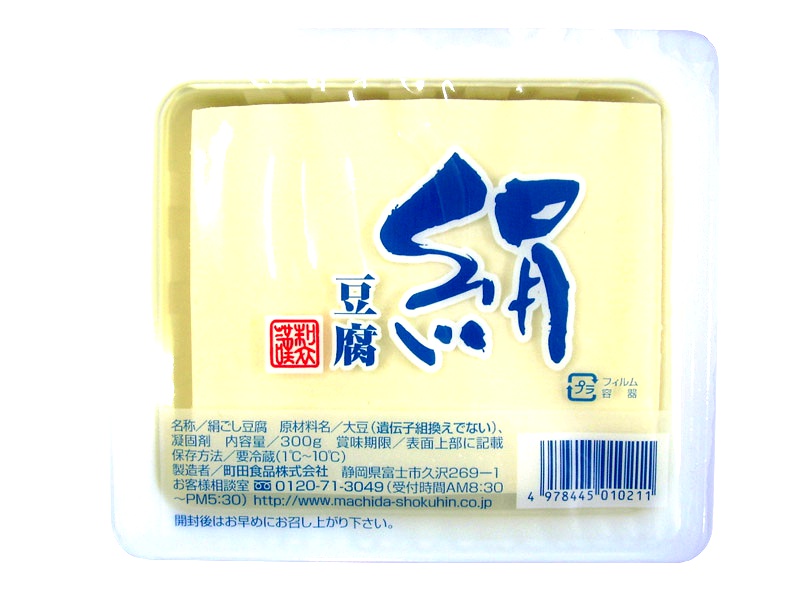 絹
豆腐
謹製
プラ
フィルム
容器
名称/絹ごし豆腐 原材料名/大豆(遺伝子組換えでない)、
凝固剤 内容量/300g 賞味期限/表面上部に記載
保存方法/要冷蔵(1℃〜10℃)
製造者/町田食品株式会社 静岡県富士市久沢269−1
お客様相談室 0120-71-3049(受付時間AM8:30
〜PM5:30) http://www.machida-shokuhin.co.jp
4 978445 010211
開封後はお早めにお召し上がり下さい。